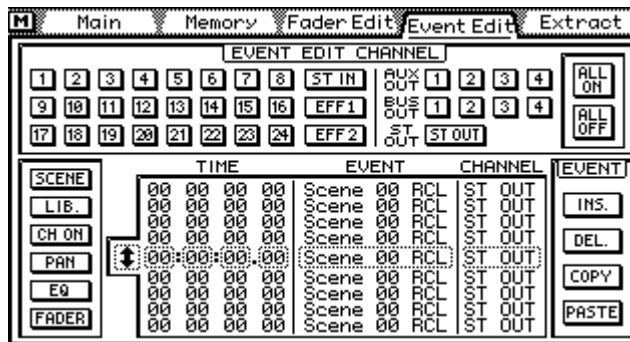 M Main Memory Fader Edit Event Edit Extract
EVENT EDIT CHANNEL
1 2 3 4 5 6 7 8 ST IN AUX OUT 1 2 3 4 ALL ON
9 10 11 12 13 14 15 16 EFF 1 BUS OUT 1 2 3 4 ALL OFF
17 18 19 20 21 22 23 24 EFF 2 ST OUT ST OUT
SCENE
LIB.
CH ON
PAN
EQ
FADER
TIME EVENT CHANNEL
00 00 00 00 Scene 00 RCL ST OUT
00 00 00 00 Scene 00 RCL ST OUT
00 00 00 00 Scene 00 RCL ST OUT
00 00 00 00 Scene 00 RCL ST OUT
00:00:00.00 Scene 00 RCL ST OUT
00 00 00 00 Scene 00 RCL ST OUT
00 00 00 00 Scene 00 RCL ST OUT
00 00 00 00 Scene 00 RCL ST OUT
00 00 00 00 Scene 00 RCL ST OUT
EVENT
INS.
DEL.
COPY
PASTE